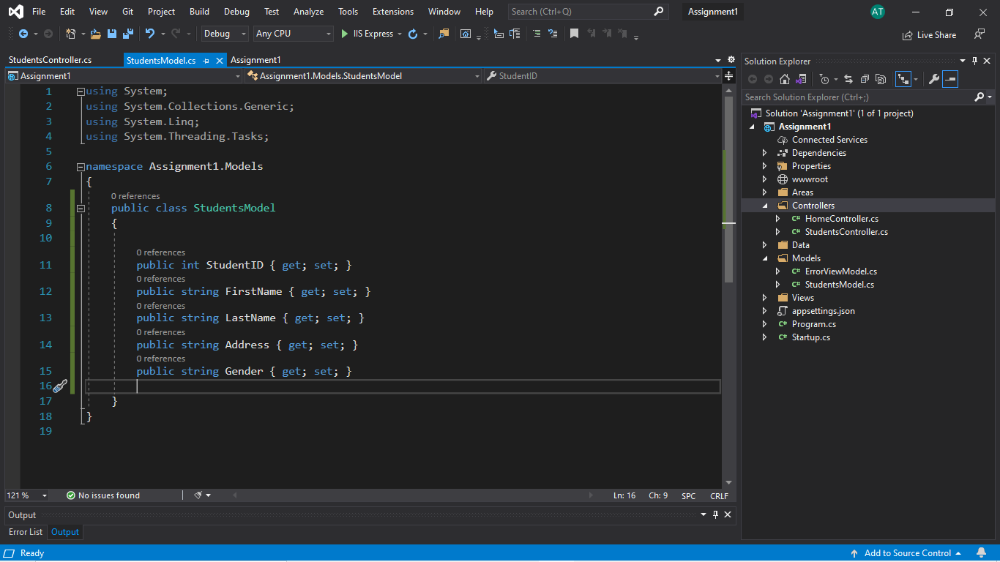 File Edit View Git Project Build Debug Test Analyze Tools Extensions Window Help Search (Ctrl+Q) Assignment1 AT
Debug Any CPU IIS Express Live Share
StudentsController.cs StudentsModel.cs Assignment1
Assignment1 Assignment1.Models.StudentsModel StudentID
1 using System;
2 using System.Collections.Generic;
3 using System.Linq;
4 using System.Threading.Tasks;
5
6 namespace Assignment1.Models
7 {
0 references
8 public class StudentsModel
9 {
10
0 references
11 public int StudentID { get; set; }
0 references
12 public string FirstName { get; set; }
0 references
13 public string LastName { get; set; }
0 references
14 public string Address { get; set; }
0 references
15 public string Gender { get; set; }
16
17 }
18 }
19
121 % No issues found Ln: 16 Ch: 9 SPC CRLF
Output
Error List Output
Solution Explorer
Search Solution Explorer (Ctrl+;)
Solution 'Assignment1' (1 of 1 project)
Assignment1
Connected Services
Dependencies
Properties
wwwroot
Areas
Controllers
C# HomeController.cs
C# StudentsController.cs
Data
Models
C# ErrorViewModel.cs
C# StudentsModel.cs
Views
appsettings.json
C# Program.cs
C# Startup.cs
Ready Add to Source Control